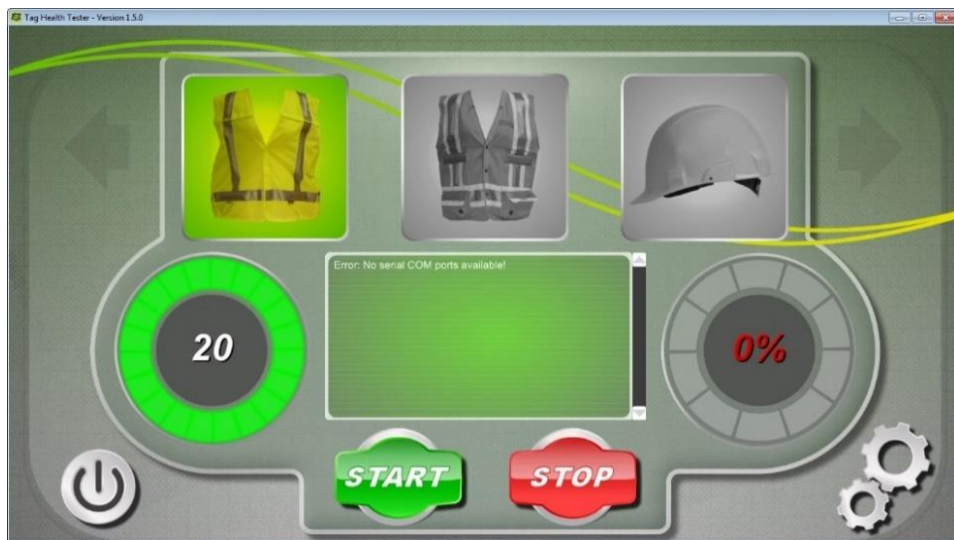 Tag Health Tester - Version 1.5.0
Error: No serial COM ports available!
20
0%
START
STOP